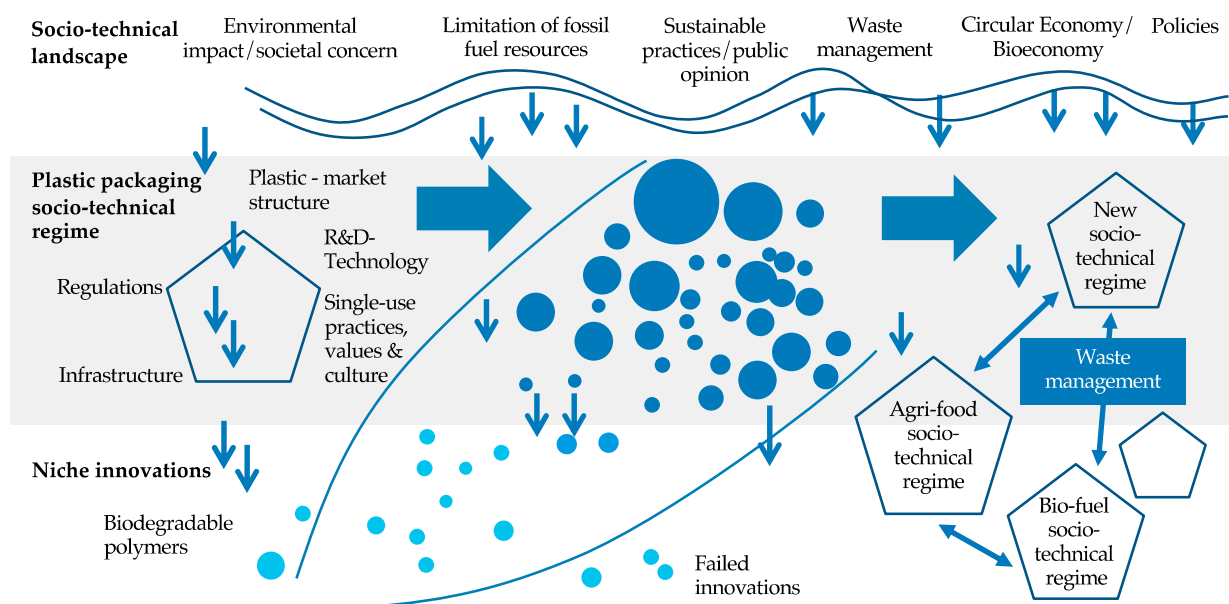 Socio-technical
landscape
Environmental
impact/societal concern
Limitation of fossil
fuel resources
Sustainable
practices/public
opinion
Waste
management
Circular Economy/
Bioeconomy
Policies
Plastic packaging
socio-technical
regime
Plastic - market
structure
R&D-
Technology
Regulations
Single-use
practices,
values &
culture
Infrastructure
New
socio-
technical
regime
Waste
management
Agri-food
socio-
technical
regime
Bio-fuel
socio-
technical
regime
Niche innovations
Biodegradable
polymers
Failed
innovations